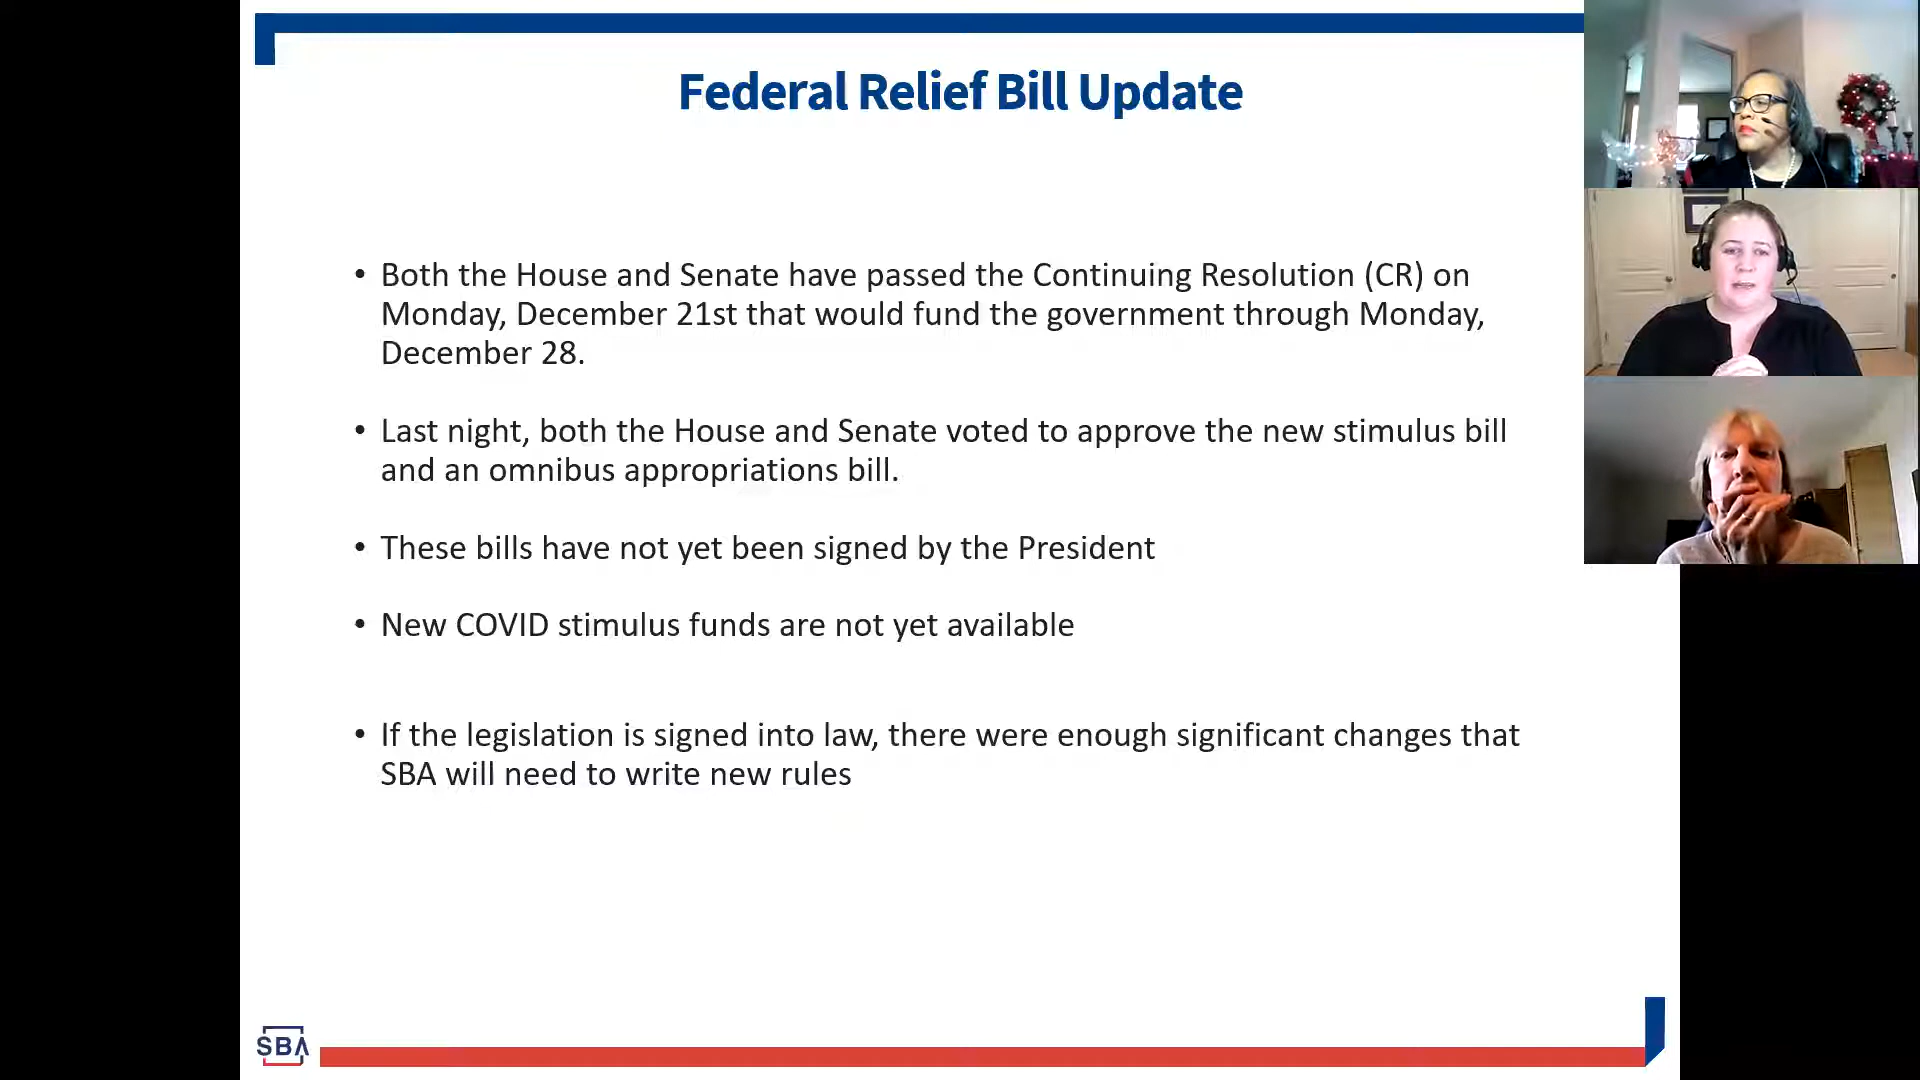 Federal Relief Bill Update
• Both the House and Senate have passed the Continuing Resolution (CR) on
Monday, December 21st that would fund the government through Monday,
December 28.
• Last night, both the House and Senate voted to approve the new stimulus bill
and an omnibus appropriations bill.
• These bills have not yet been signed by the President
• New COVID stimulus funds are not yet available
• If the legislation is signed into law, there were enough significant changes that
SBA will need to write new rules
SBA